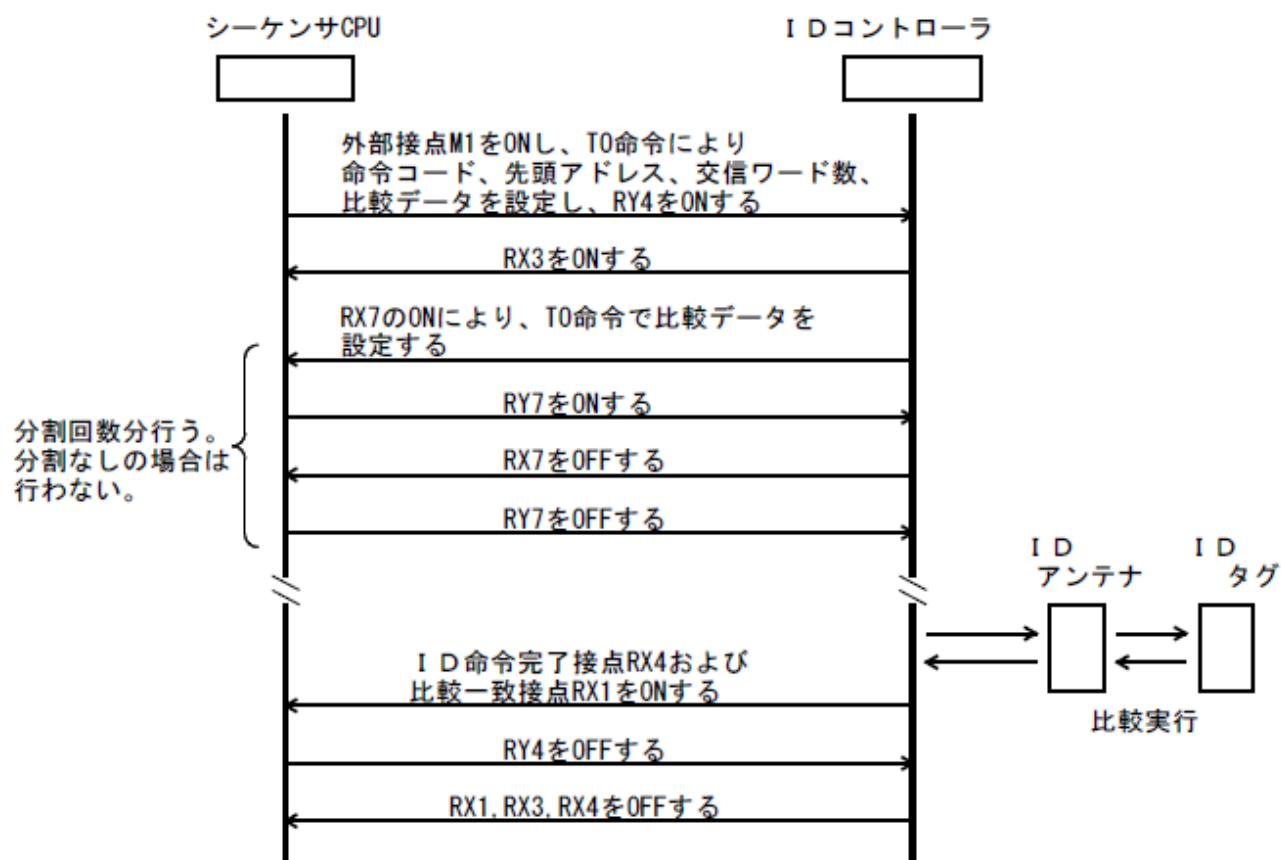 シーケンサCPU
ＩＤコントローラ
外部接点M1をONし、TO命令により
命令コード、先頭アドレス、交信ワード数、
比較データを設定し、RY4をONする
RX3をONする
RX7のONにより、TO命令で比較データを
設定する
RY7をONする
分割回数分行う。
分割なしの場合は
行わない。
RX7をOFFする
RY7をOFFする
ＩＤ
アンテナ
ＩＤ
タグ
ＩＤ命令完了接点RX4および
比較一致接点RX1をONする
比較実行
RY4をOFFする
RX1,RX3,RX4をOFFする